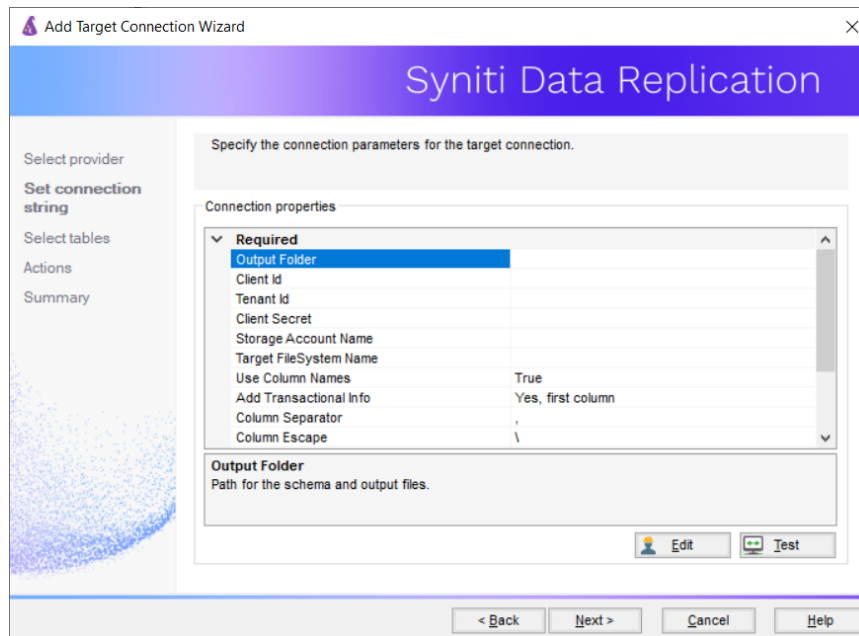 Add Target Connection Wizard
Syniti Data Replication
Select provider
Set connection
string
Select tables
Actions
Summary
Specify the connection parameters for the target connection.
Connection properties
Required
Output Folder
Client Id
Tenant Id
Client Secret
Storage Account Name
Target FileSystem Name
Use Column Names True
Add Transactional Info Yes, first column
Column Separator ,
Column Escape \
Output Folder
Path for the schema and output files.
Edit Test
< Back Next > Cancel Help